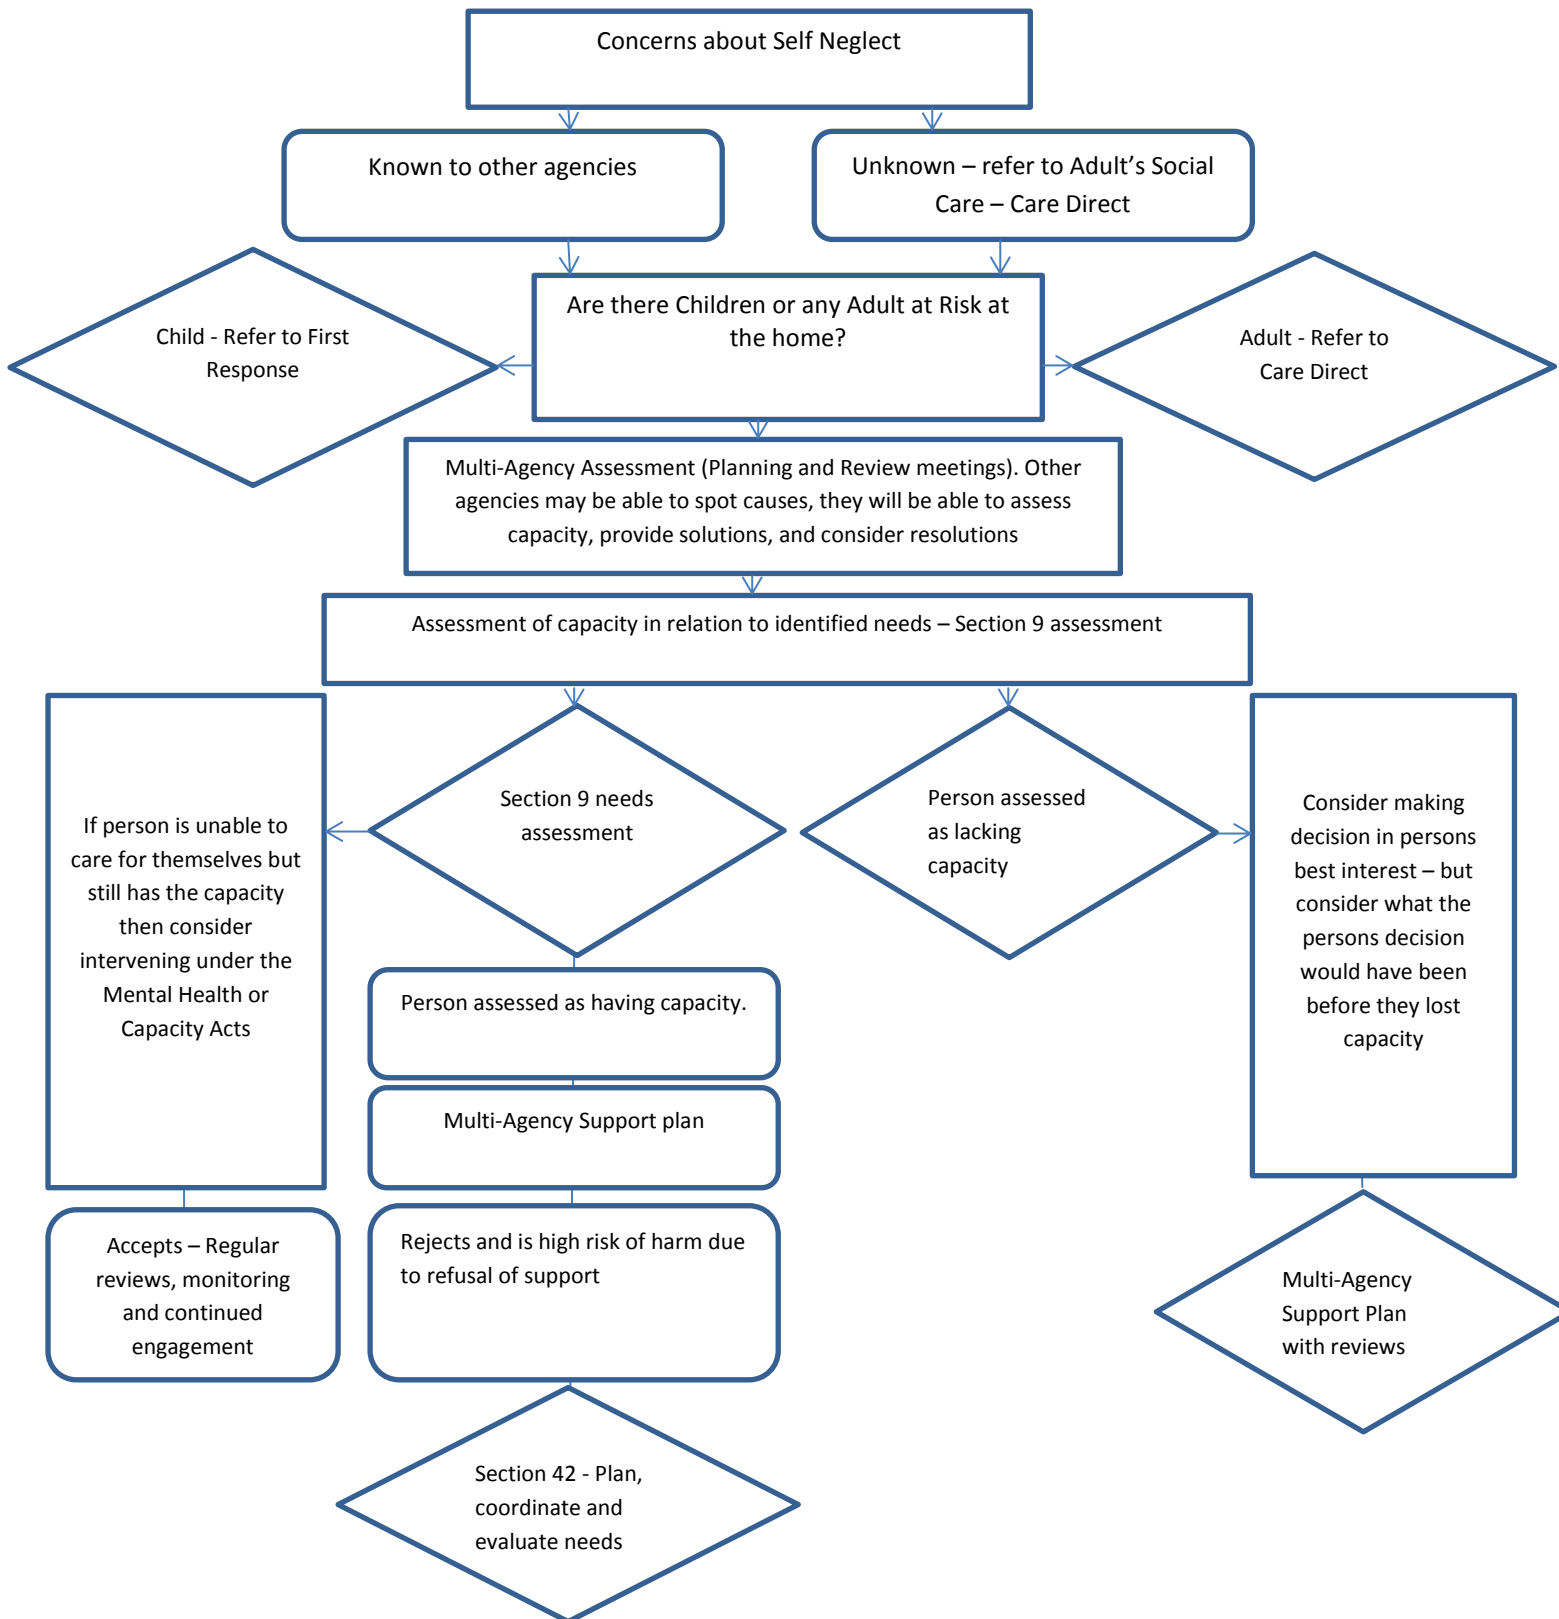 Concerns about Self Neglect
Known to other agencies
Unknown – refer to Adult’s Social
Care – Care Direct
Are there Children or any Adult at Risk at
the home?
Child - Refer to First
Response
Adult - Refer to
Care Direct
Multi-Agency Assessment (Planning and Review meetings). Other
agencies may be able to spot causes, they will be able to assess
capacity, provide solutions, and consider resolutions
Assessment of capacity in relation to identified needs – Section 9 assessment
If person is unable to
care for themselves but
still has the capacity
then consider
intervening under the
Mental Health or
Capacity Acts
Section 9 needs
assessment
Person assessed
as lacking
capacity
Consider making
decision in persons
best interest – but
consider what the
persons decision
would have been
before they lost
capacity
Person assessed as having capacity.
Multi-Agency Support plan
Accepts – Regular
reviews, monitoring
and continued
engagement
Rejects and is high risk of harm due
to refusal of support
Multi-Agency
Support Plan
with reviews
Section 42 - Plan,
coordinate and
evaluate needs